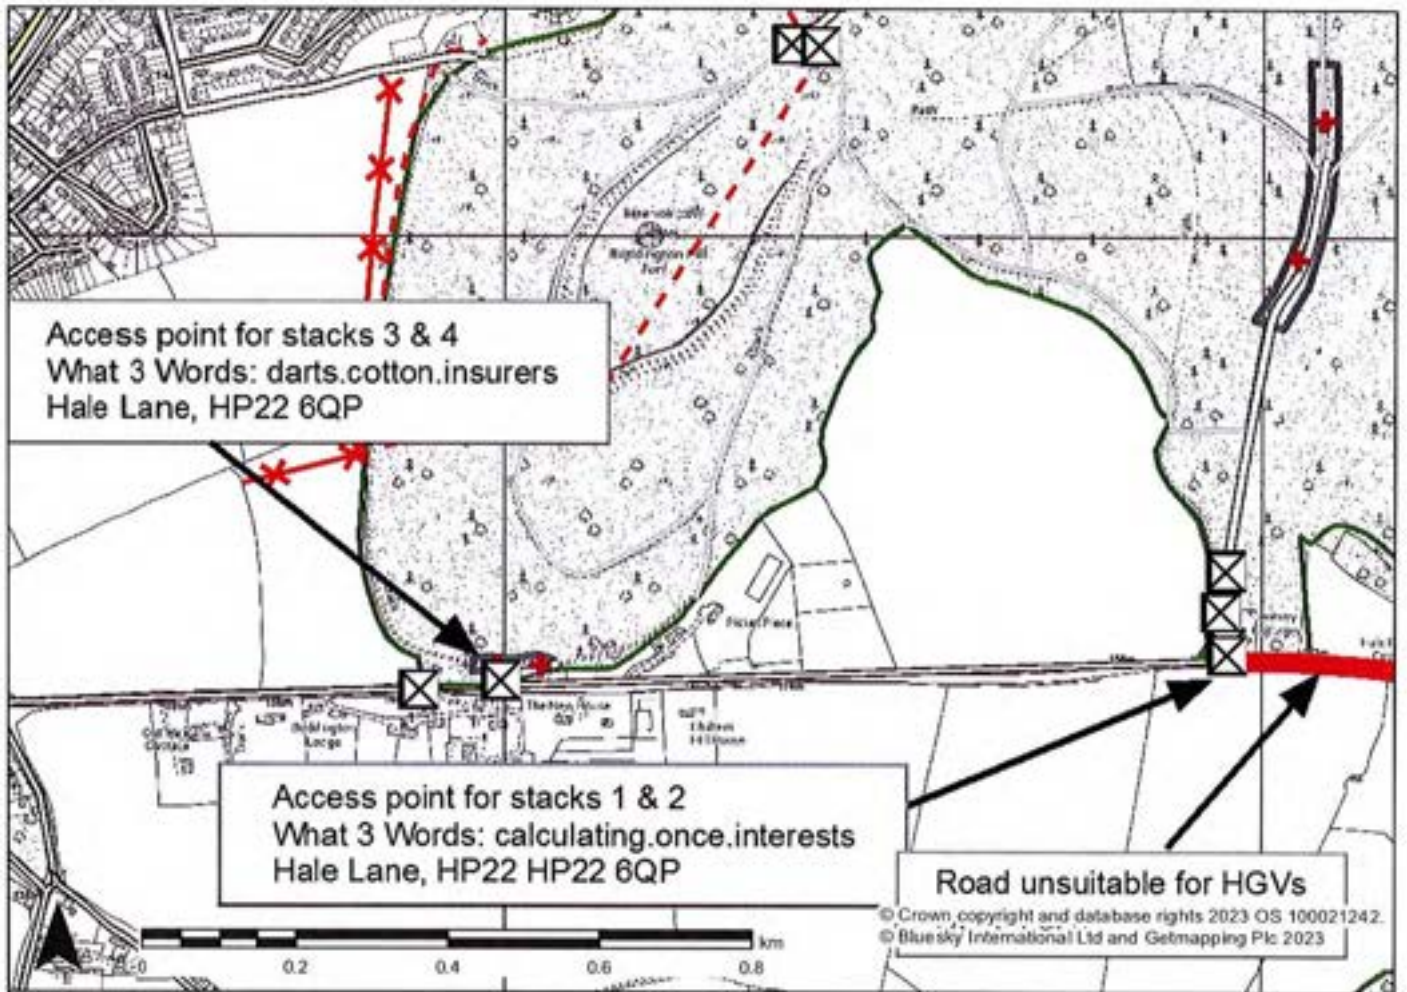 Path
Fort
Access point for stacks 3 & 4
What 3 Words: darts.cotton.insurers
Hale Lane, HP22 6QP
The New House
Lodge
Access point for stacks 1 & 2
What 3 Words: calculating.once.interests
Hale Lane, HP22 HP22 6QP
Road unsuitable for HGVs
© Crown copyright and database rights 2023 OS 100021242.
© Bluesky International Ltd and Getmapping Plc 2023
0 0.2 0.4 0.6 0.8 km